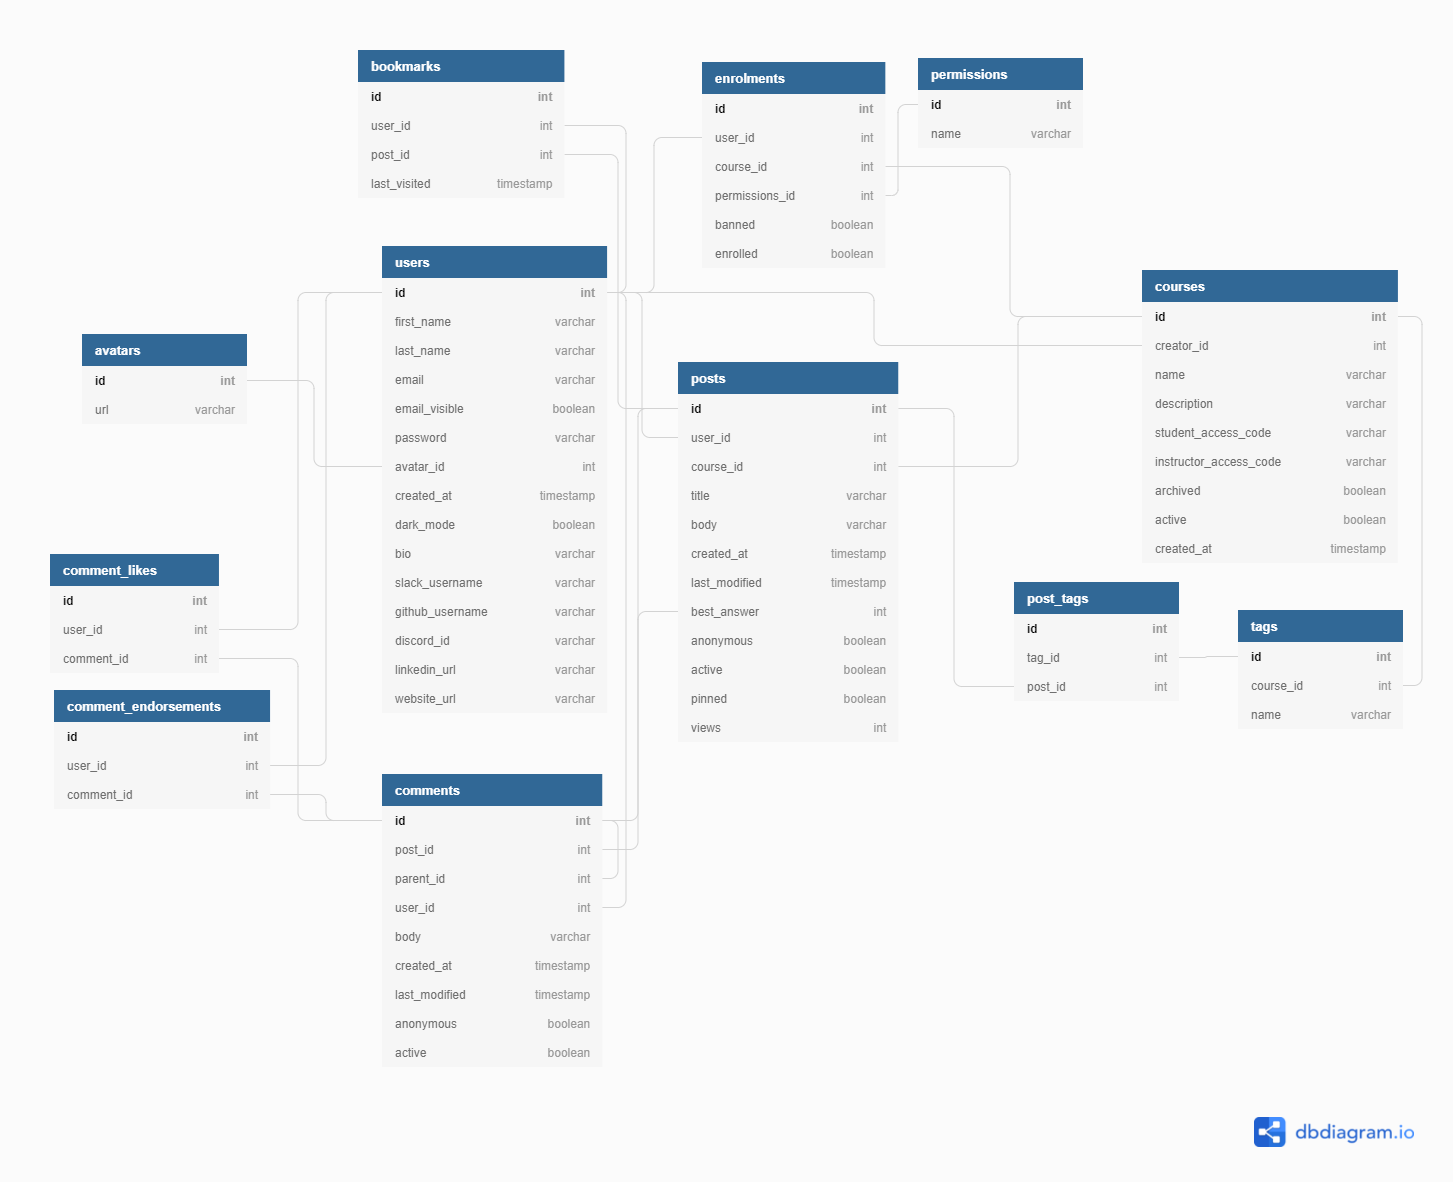 bookmarks
id int
user_id int
post_id int
last_visited timestamp
enrolments
id int
user_id int
course_id int
permissions_id int
banned boolean
enrolled boolean
permissions
id int
name varchar
users
id int
first_name varchar
last_name varchar
email varchar
email_visible boolean
password varchar
avatar_id int
created_at timestamp
dark_mode boolean
bio varchar
slack_username varchar
github_username varchar
discord_id varchar
linkedin_url varchar
website_url varchar
courses
id int
creator_id int
name varchar
description varchar
student_access_code varchar
instructor_access_code varchar
archived boolean
active boolean
created_at timestamp
avatars
id int
url varchar
posts
id int
user_id int
course_id int
title varchar
body varchar
created_at timestamp
last_modified timestamp
best_answer int
anonymous boolean
active boolean
pinned boolean
views int
comment_likes
id int
user_id int
comment_id int
post_tags
id int
tag_id int
post_id int
tags
id int
course_id int
name varchar
comment_endorsements
id int
user_id int
comment_id int
comments
id int
post_id int
parent_id int
user_id int
body varchar
created_at timestamp
last_modified timestamp
anonymous boolean
active boolean
dbdiagram.io